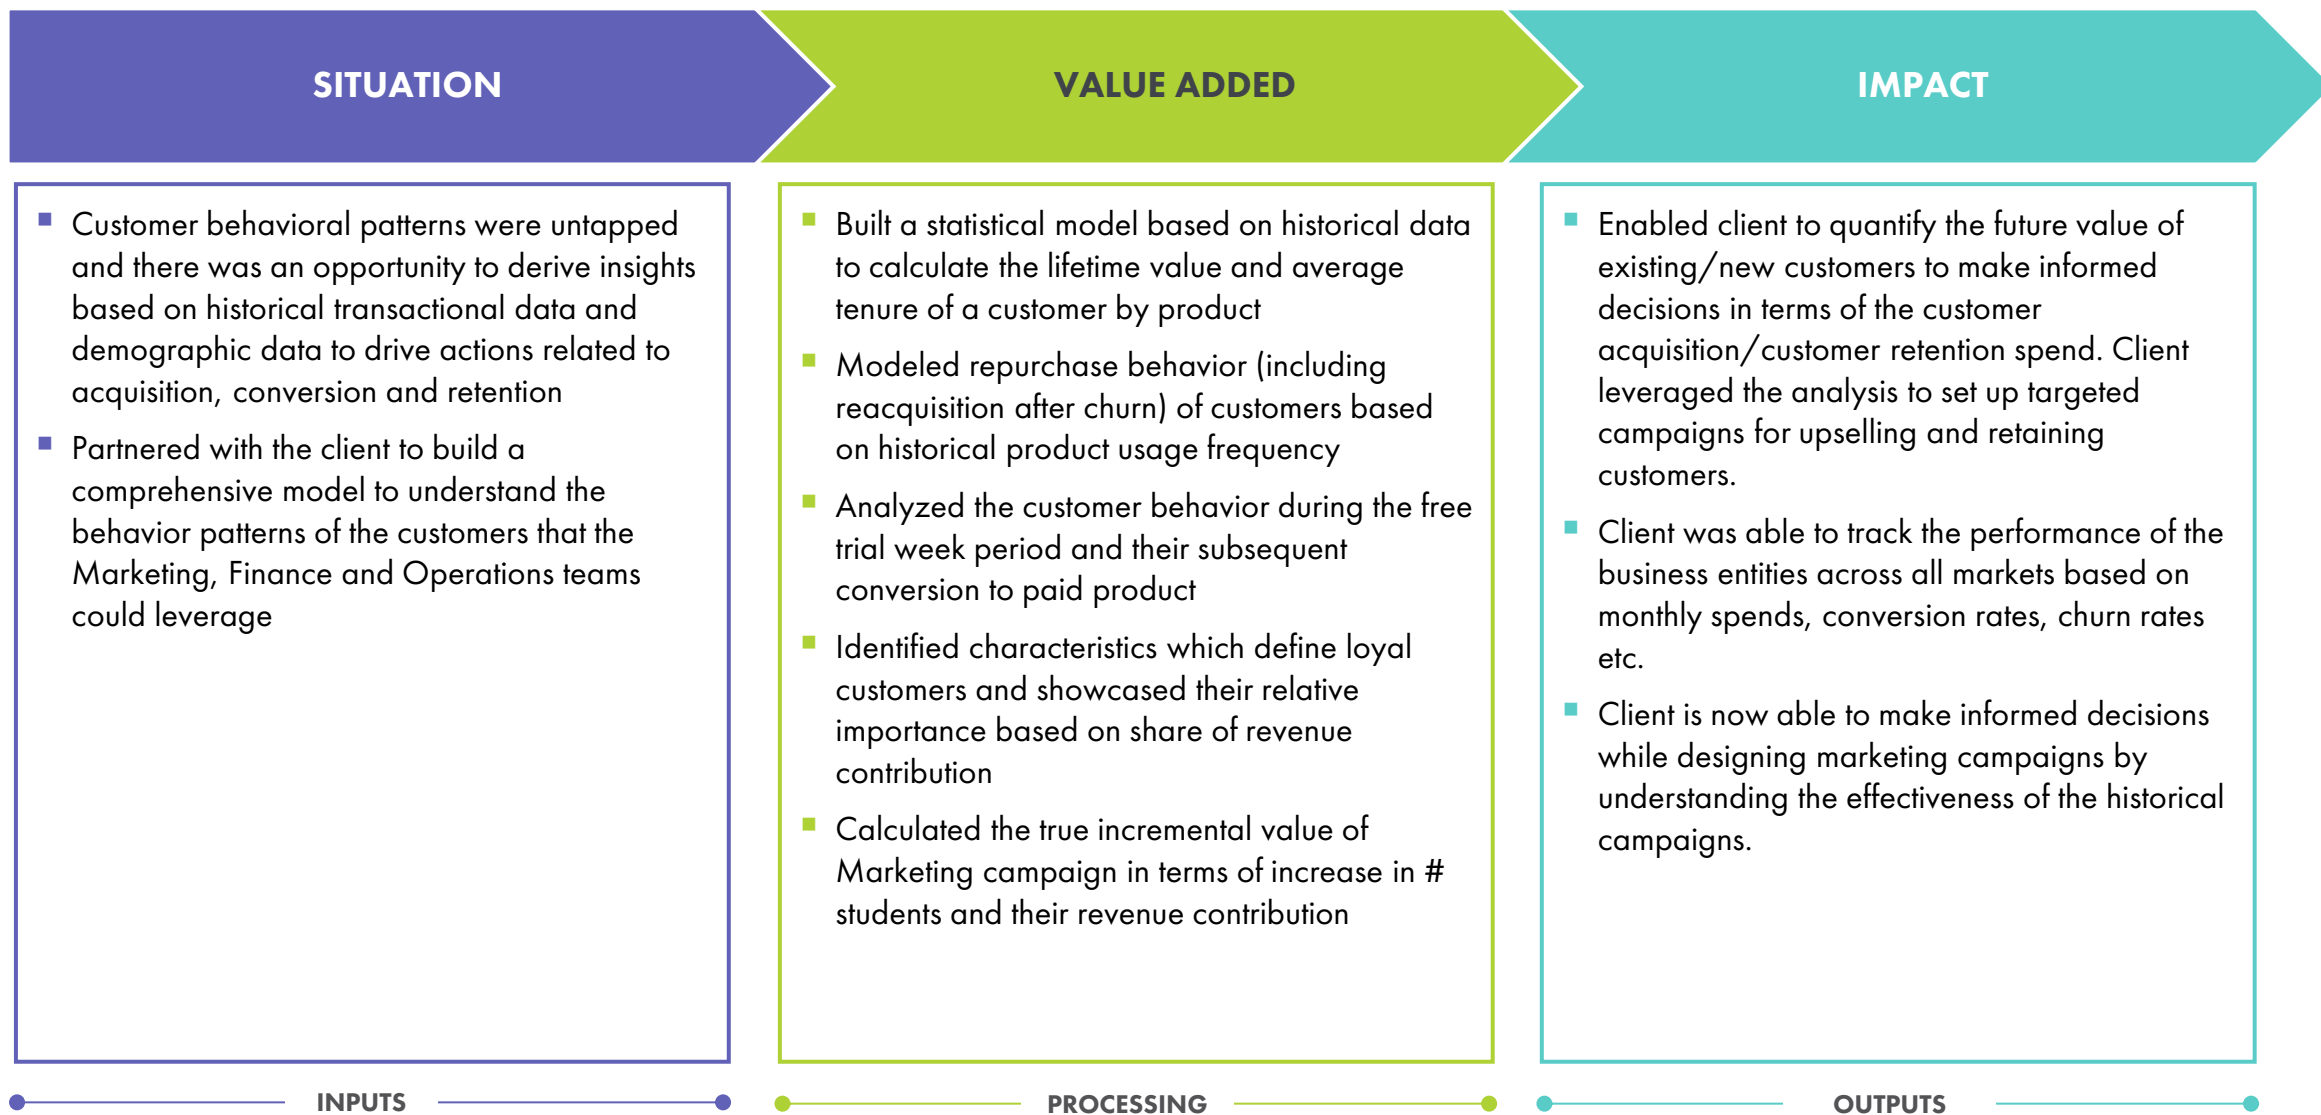 SITUATION
VALUE ADDED
IMPACT
Customer behavioral patterns were untapped
and there was an opportunity to derive insights
based on historical transactional data and
demographic data to drive actions related to
acquisition, conversion and retention
Partnered with the client to build a
comprehensive model to understand the
behavior patterns of the customers that the
Marketing, Finance and Operations teams
could leverage
Built a statistical model based on historical data
to calculate the lifetime value and average
tenure of a customer by product
Modeled repurchase behavior (including
reacquisition after churn) of customers based
on historical product usage frequency
Analyzed the customer behavior during the free
trial week period and their subsequent
conversion to paid product
Identified characteristics which define loyal
customers and showcased their relative
importance based on share of revenue
contribution
Calculated the true incremental value of
Marketing campaign in terms of increase in #
students and their revenue contribution
Enabled client to quantify the future value of
existing/new customers to make informed
decisions in terms of the customer
acquisition/customer retention spend. Client
leveraged the analysis to set up targeted
campaigns for upselling and retaining
customers.
Client was able to track the performance of the
business entities across all markets based on
monthly spends, conversion rates, churn rates
etc.
Client is now able to make informed decisions
while designing marketing campaigns by
understanding the effectiveness of the historical
campaigns.
INPUTS
PROCESSING
OUTPUTS